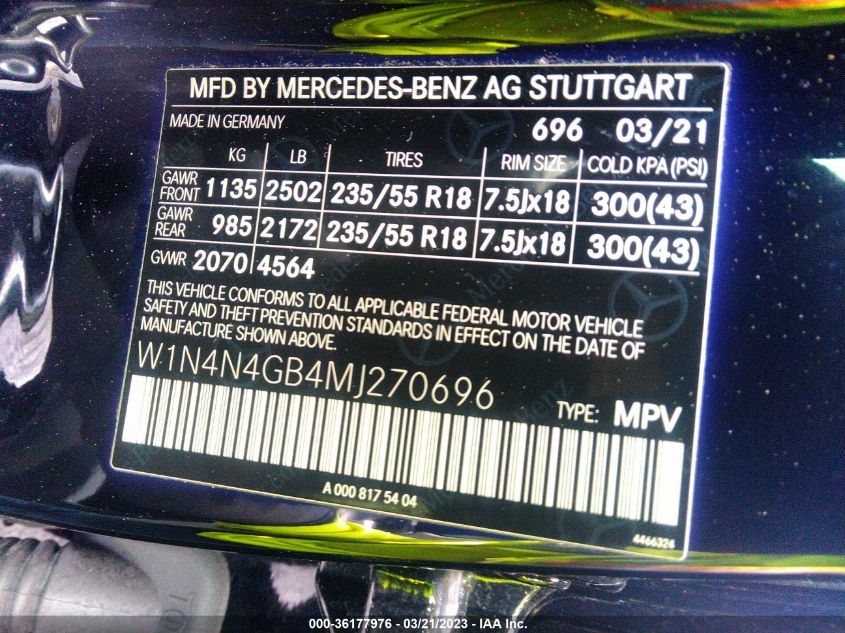 MFD BY MERCEDES-BENZ AG STUTTGART
MADE IN GERMANY 696 03/21
KG LB TIRES RIM SIZE COLD KPA (PSI)
GAWR FRONT 1135 2502 235/55 R18 7.5Jx18 300(43)
GAWR REAR 985 2172 235/55 R18 7.5Jx18 300(43)
GVWR 2070 4564
THIS VEHICLE CONFORMS TO ALL APPLICABLE FEDERAL MOTOR VEHICLE
SAFETY AND THEFT PREVENTION STANDARDS IN EFFECT ON THE DATE OF
MANUFACTURE SHOWN ABOVE.
W1N4N4GB4MJ270696
TYPE: MPV
A 000 817 54 04
4466324
000-36177976 - 03/21/2023 - IAA Inc.